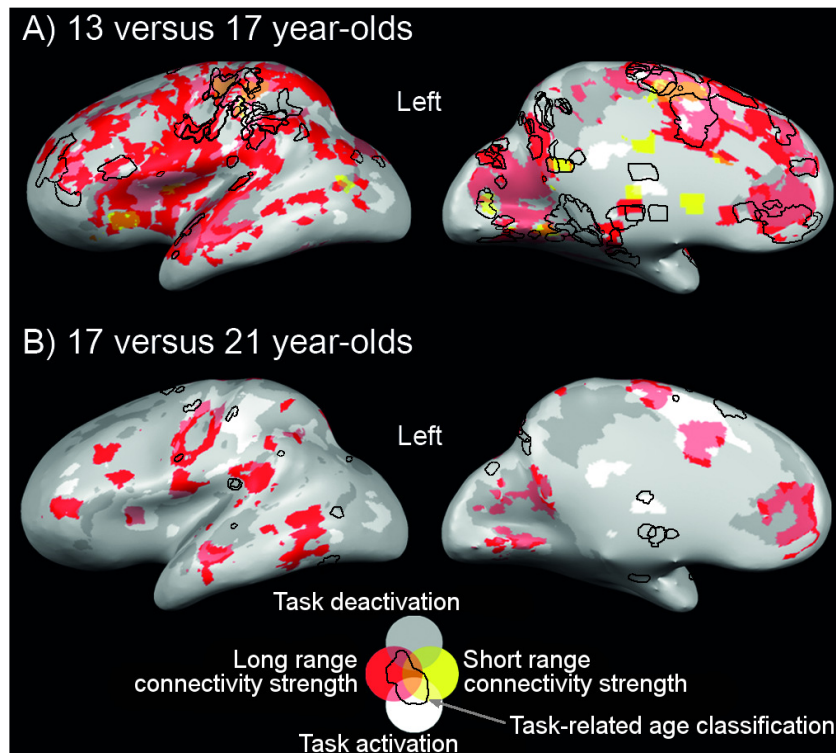 A) 13 versus 17 year-olds
Left
B) 17 versus 21 year-olds
Left
Task deactivation
Long range
connectivity strength
Short range
connectivity strength
Task-related age classification
Task activation